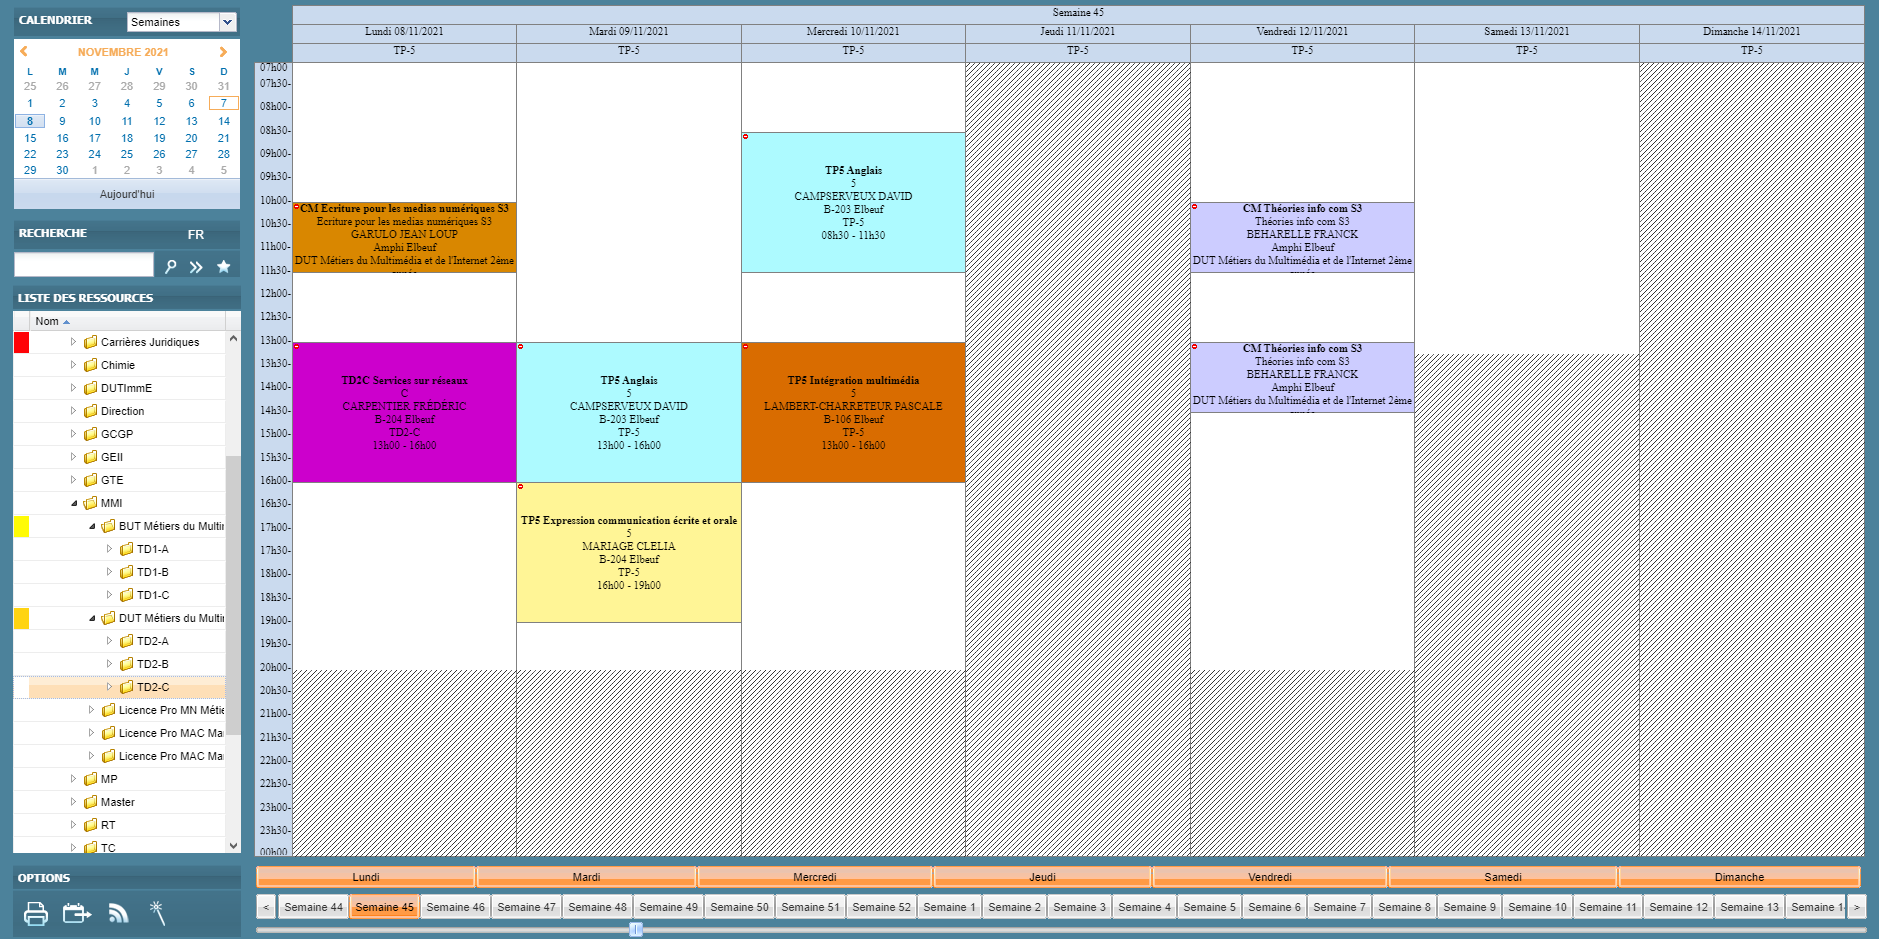 CALENDRIER
Semaines
NOVEMBRE 2021
L M M J V S D
25 26 27 28 29 30 31
1 2 3 4 5 6 7
8 9 10 11 12 13 14
15 16 17 18 19 20 21
22 23 24 25 26 27 28
29 30 1 2 3 4 5
Aujourd'hui
RECHERCHE FR
LISTE DES RESSOURCES
Nom
Carrières Juridiques
Chimie
DUTImmE
Direction
GCGP
GEII
GTE
MMI
BUT Métiers du Multi
TD1-A
TD1-B
TD1-C
DUT Métiers du Multi
TD2-A
TD2-B
TD2-C
Licence Pro MN Métie
Licence Pro MAC Ma
Licence Pro MAC Ma
MP
Master
RT
TC
OPTIONS
Semaine 45
Lundi 08/11/2021 Mardi 09/11/2021 Mercredi 10/11/2021 Jeudi 11/11/2021 Vendredi 12/11/2021 Samedi 13/11/2021 Dimanche 14/11/2021
TP-5 TP-5 TP-5 TP-5 TP-5 TP-5 TP-5
07h00
07h30-
08h00-
08h30-
09h00-
09h30-
10h00-
10h30-
11h00-
11h30-
12h00-
12h30-
13h00-
13h30-
14h00-
14h30-
15h00-
15h30-
16h00-
16h30-
17h00-
17h30-
18h00-
18h30-
19h00-
19h30-
20h00-
20h30-
21h00-
21h30-
22h00-
22h30-
23h00-
23h30-
00h00
CM Ecriture pour les medias numériques S3
Ecriture pour les medias numériques S3
GARULO JEAN LOUP
Amphi Elbeuf
DUT Métiers du Multimédia et de l'Internet 2ème
TD2C Services sur réseaux
C
CARPENTIER FRÉDÉRIC
B-204 Elbeuf
TD2-C
13h00 - 16h00
TP5 Anglais
5
CAMPSERVEUX DAVID
B-203 Elbeuf
TP-5
13h00 - 16h00
TP5 Expression communication écrite et orale
5
MARIAGE CLELIA
B-204 Elbeuf
TP-5
16h00 - 19h00
TP5 Anglais
5
CAMPSERVEUX DAVID
B-203 Elbeuf
TP-5
08h30 - 11h30
TP5 Intégration multimédia
5
LAMBERT-CHARRETEUR PASCALE
B-106 Elbeuf
TP-5
13h00 - 16h00
CM Théories info com S3
Théories info com S3
BEHARELLE FRANCK
Amphi Elbeuf
DUT Métiers du Multimédia et de l'Internet 2ème
CM Théories info com S3
Théories info com S3
BEHARELLE FRANCK
Amphi Elbeuf
DUT Métiers du Multimédia et de l'Internet 2ème
Lundi Mardi Mercredi Jeudi Vendredi Samedi Dimanche
< Semaine 44 Semaine 45 Semaine 46 Semaine 47 Semaine 48 Semaine 49 Semaine 50 Semaine 51 Semaine 52 Semaine 1 Semaine 2 Semaine 3 Semaine 4 Semaine 5 Semaine 6 Semaine 7 Semaine 8 Semaine 9 Semaine 10 Semaine 11 Semaine 12 Semaine 13 Semaine 1 >